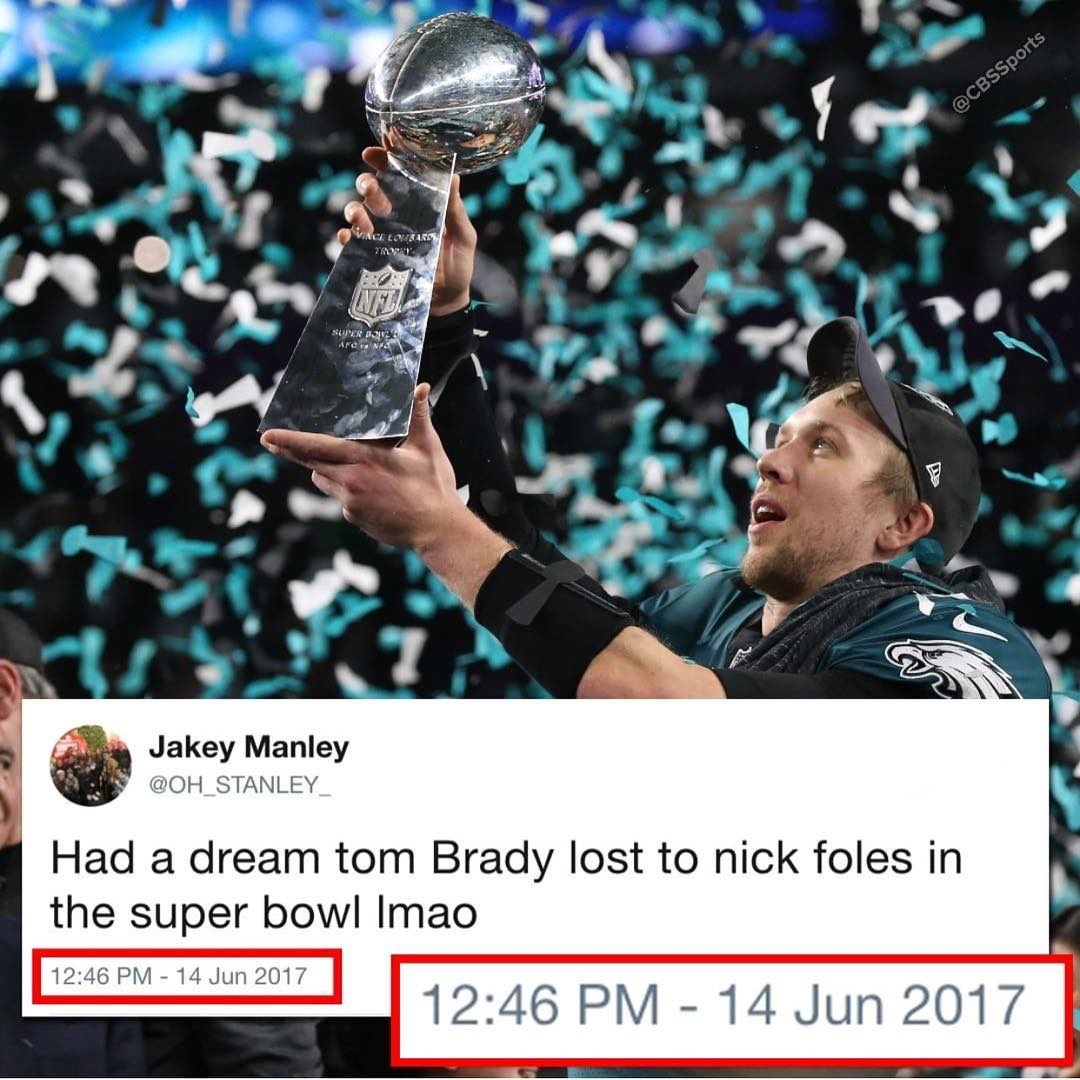 @CBSSports
VINCE LOMBARDI
TROPHY
NFL
SUPER BOWL
AFC vs NFC
Jakey Manley
@OH_STANLEY_
Had a dream tom Brady lost to nick foles in
the super bowl lmao
12:46 PM - 14 Jun 2017
12:46 PM - 14 Jun 2017